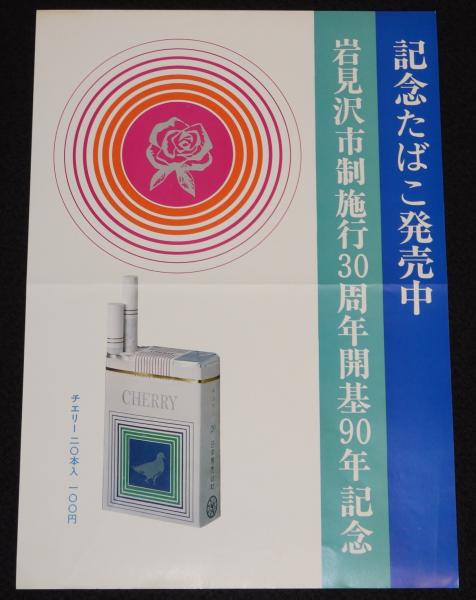 記念たばこ発売中
岩見沢市制施行30周年開基90年記念
CHERRY
チエリー 二〇本入 一〇〇円